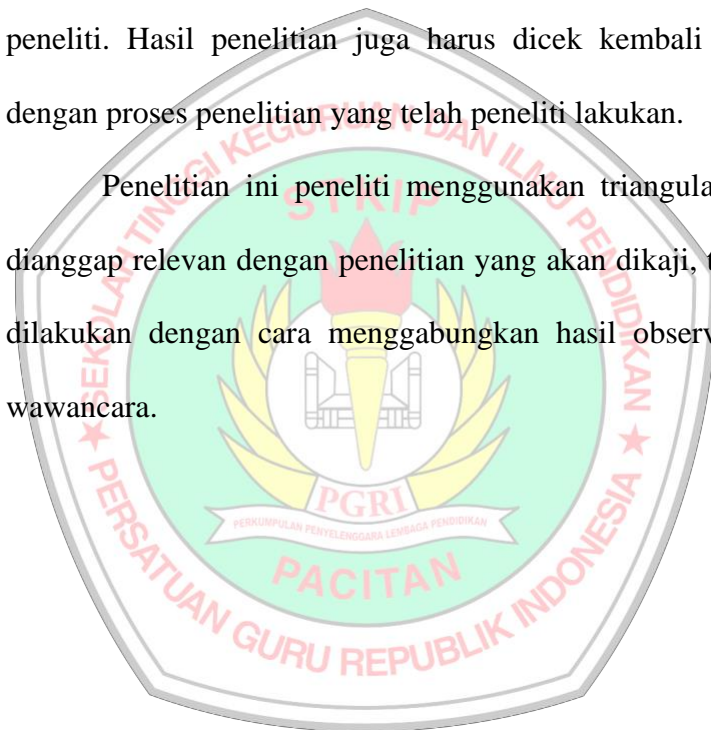 peneliti. Hasil penelitian juga harus dicek kembali
dengan proses penelitian yang telah peneliti lakukan.
Penelitian ini peneliti menggunakan triangula
dianggap relevan dengan penelitian yang akan dikaji, t
dilakukan dengan cara menggabungkan hasil observ
wawancara.
SEKOLAH TINGGI KEGURUAN DAN ILMU PENDIDIKAN
STKIP
PGRI
PERKUMPULAN PENYELENGGARA LEMBAGA PENDIDIKAN
PACITAN
PERSATUAN GURU REPUBLIK INDONESIA